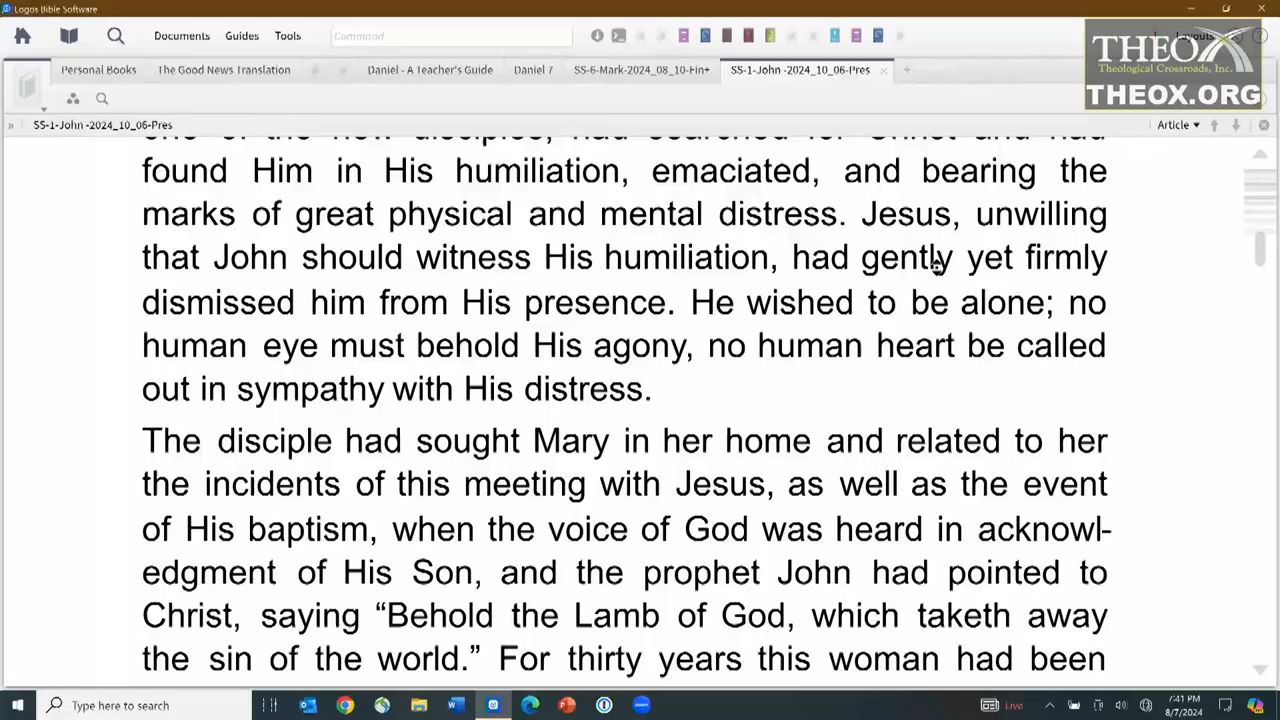 Logos Bible Software
Documents Guides Tools Command Layouts
THEOX
Theological Crossroads, Inc.
THEOX.ORG
Personal Books The Good News Translation Daniel 7 SS-6-Mark-2024_08_10-Fin+ SS-1-John -2024_10_06-Pres
SS-1-John -2024_10_06-Pres Article
found Him in His humiliation, emaciated, and bearing the
marks of great physical and mental distress. Jesus, unwilling
that John should witness His humiliation, had gently yet firmly
dismissed him from His presence. He wished to be alone; no
human eye must behold His agony, no human heart be called
out in sympathy with His distress.
The disciple had sought Mary in her home and related to her
the incidents of this meeting with Jesus, as well as the event
of His baptism, when the voice of God was heard in acknowl-
edgment of His Son, and the prophet John had pointed to
Christ, saying “Behold the Lamb of God, which taketh away
the sin of the world.” For thirty years this woman had been
Type here to search
Live
7:41 PM
8/7/2024